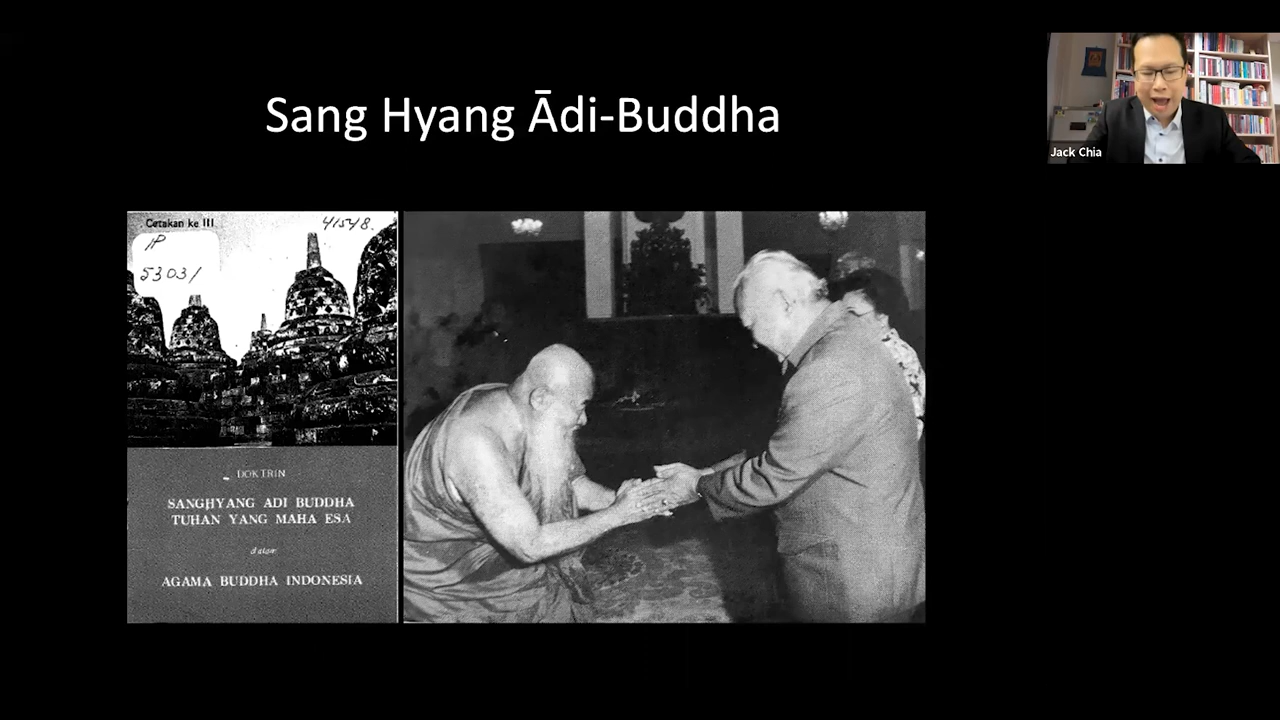 Sang Hyang Ādi-Buddha
Jack Chia
Cetakan ke III
41548.
IP
53031
DOKTRIN
SANGHYANG ADI BUDDHA
TUHAN YANG MAHA ESA
dalam
AGAMA BUDDHA INDONESIA